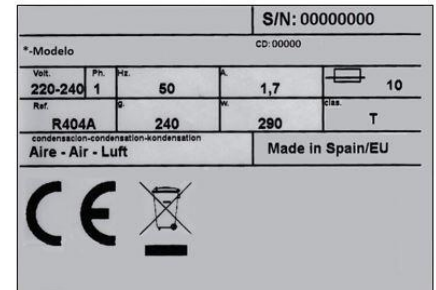 S/N: 00000000
*-Modelo
CD: 00000
Volt. Ph. Hz. A.
220-240 1 50 1,7 10
Ref. g. w. clas.
R404A 240 290 T
condensacion-condensation-kondensation
Aire - Air - Luft
Made in Spain/EU
CE